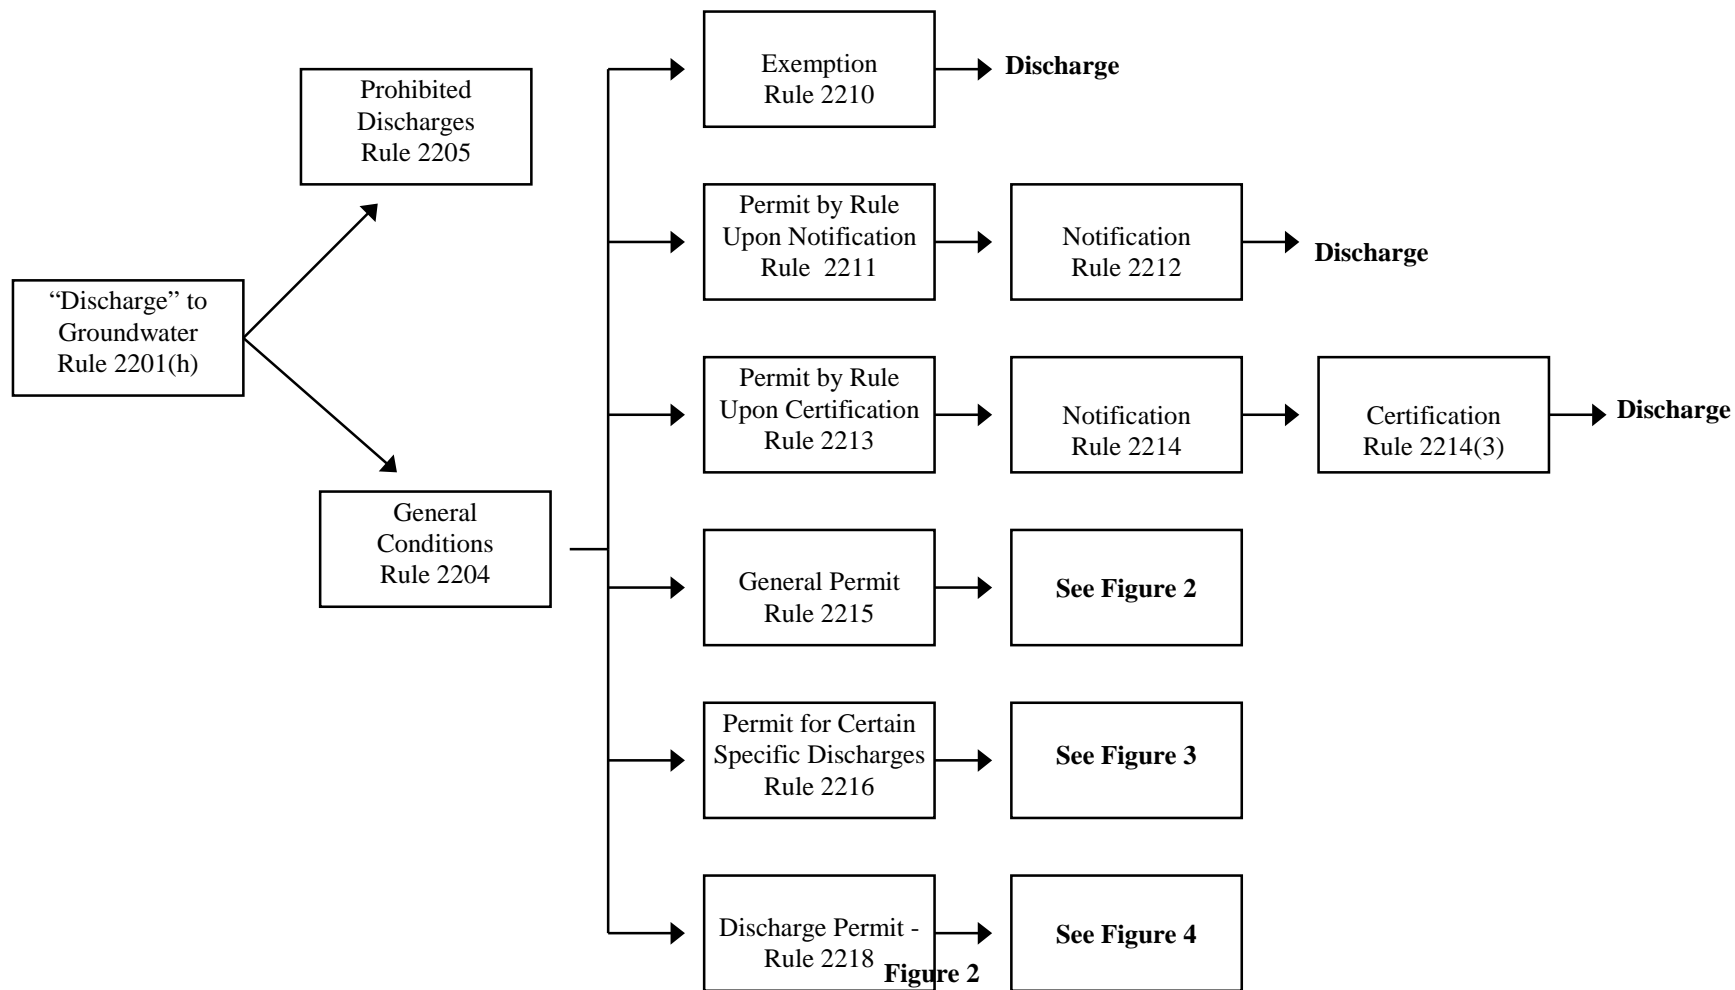 Exemption
Rule 2210
Discharge
Prohibited
Discharges
Rule 2205
Permit by Rule
Upon Notification
Rule  2211
Notification
Rule 2212
Discharge
“Discharge” to
Groundwater
Rule 2201(h)
Permit by Rule
Upon Certification
Rule 2213
Notification
Rule 2214
Certification
Rule 2214(3)
Discharge
General
Conditions
Rule 2204
General Permit
Rule 2215
See Figure 2
Permit for Certain
Specific Discharges
Rule 2216
See Figure 3
Discharge Permit -
Rule 2218
See Figure 4
Figure 2